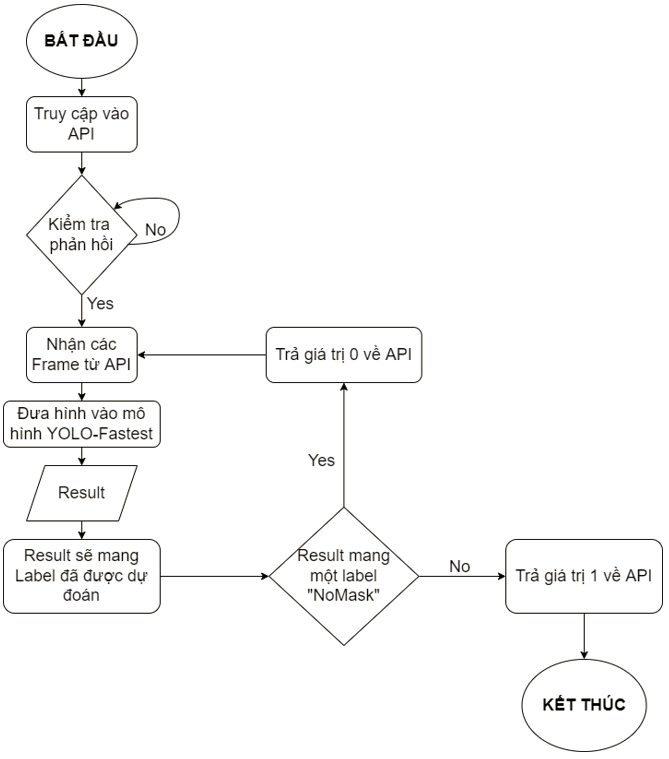 BẮT ĐẦU
Truy cập vào
API
Kiểm tra
phản hồi
No
Yes
Nhận các
Frame từ API
Trả giá trị 0 về API
Đưa hình vào mô
hình YOLO-Fastest
Yes
Result
Result sẽ mang
Label đã được dự
đoán
Result mang
một label
"NoMask"
No
Trả giá trị 1 về API
KẾT THÚC